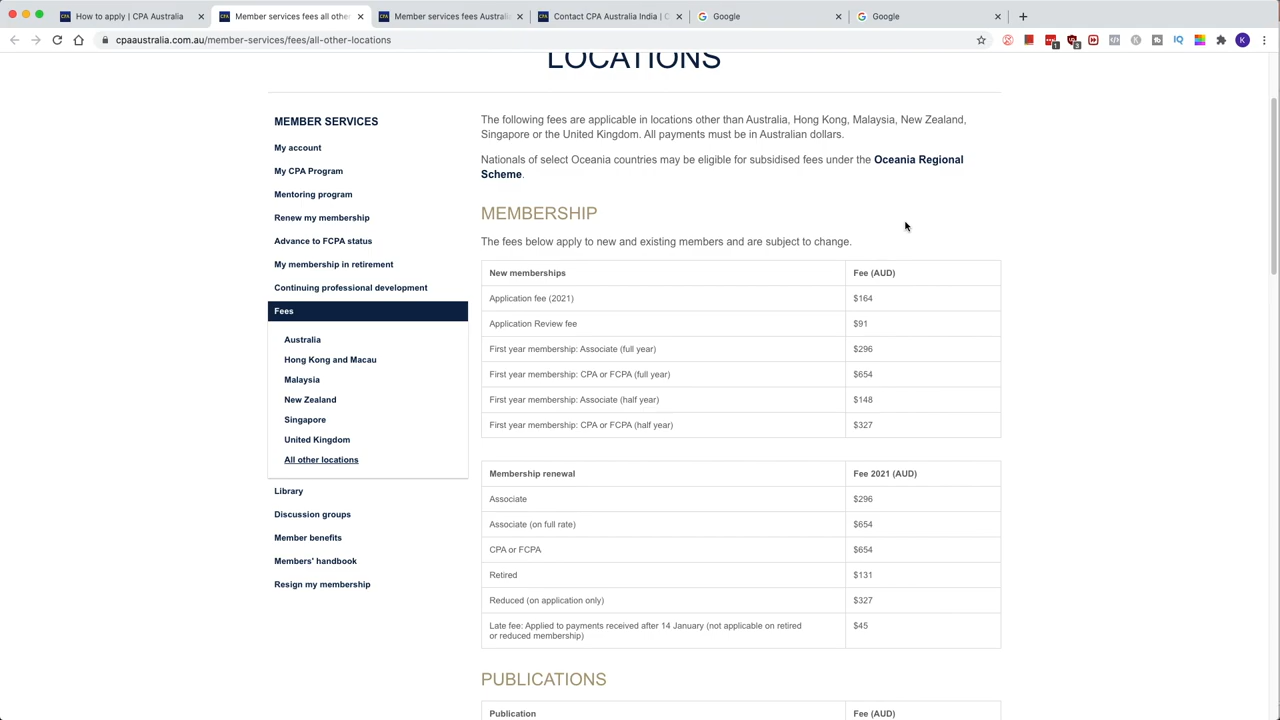 How to apply | CPA Australia
Member services fees all othe
Member services fees Australi
Contact CPA Australia India | C
Google
Google
cpaaustralia.com.au/member-services/fees/all-other-locations
1
3
K
LOCATIONS
MEMBER SERVICES
My account
My CPA Program
Mentoring program
Renew my membership
Advance to FCPA status
My membership in retirement
Continuing professional development
Fees
Australia
Hong Kong and Macau
Malaysia
New Zealand
Singapore
United Kingdom
All other locations
Library
Discussion groups
Member benefits
Members' handbook
Resign my membership
The following fees are applicable in locations other than Australia, Hong Kong, Malaysia, New Zealand,
Singapore or the United Kingdom. All payments must be in Australian dollars.
Nationals of select Oceania countries may be eligible for subsidised fees under the Oceania Regional
Scheme.
MEMBERSHIP
The fees below apply to new and existing members and are subject to change.
New memberships Fee (AUD)
Application fee (2021) $164
Application Review fee $91
First year membership: Associate (full year) $296
First year membership: CPA or FCPA (full year) $654
First year membership: Associate (half year) $148
First year membership: CPA or FCPA (half year) $327
Membership renewal Fee 2021 (AUD)
Associate $296
Associate (on full rate) $654
CPA or FCPA $654
Retired $131
Reduced (on application only) $327
Late fee: Applied to payments received after 14 January (not applicable on retired $45
or reduced membership)
PUBLICATIONS
Publication Fee (AUD)